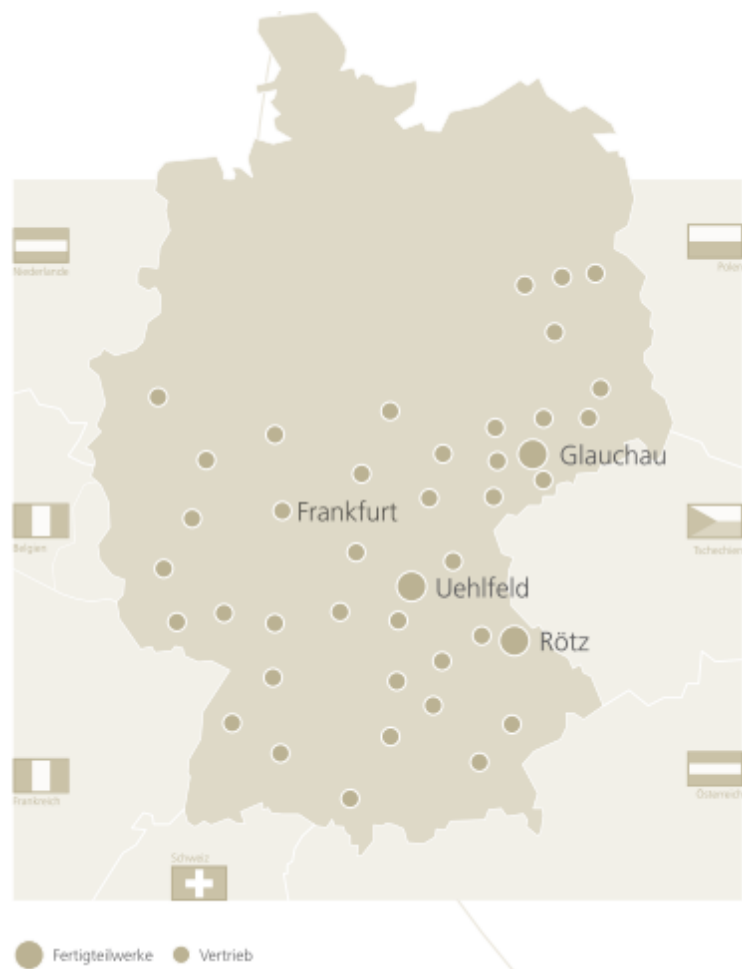 Niederlande
Polen
Glauchau
Frankfurt
Belgien
Tschechien
Uehlfeld
Rötz
Frankreich
Österreich
Schweiz
Fertigteilwerke
Vertrieb